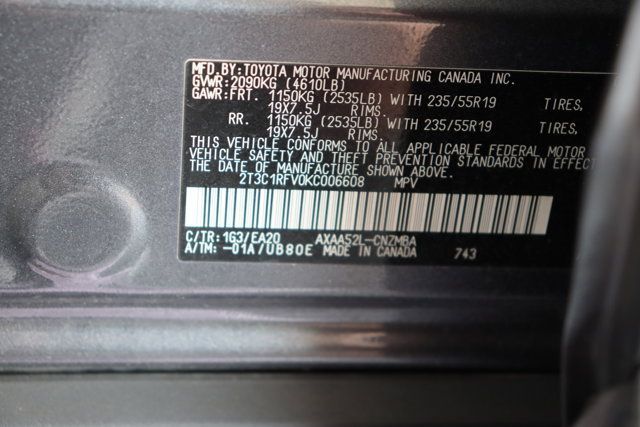 MFD.BY:TOYOTA MOTOR MANUFACTURING CANADA INC.
GVWR:2090KG (4610LB)
GAWR:FRT. 1150KG (2535LB) WITH 235/55R19 TIRES,
19X7.5J RIMS.
RR. 1150KG (2535LB) WITH 235/55R19 TIRES,
19X7.5J RIMS.
THIS VEHICLE CONFORMS TO ALL APPLICABLE FEDERAL MOTOR
VEHICLE SAFETY AND THEFT PREVENTION STANDARDS IN EFFECT
THE DATE OF MANUFACTURE SHOWN ABOVE.
2T3C1RFV0KC006608 MPV
C/TR:1G3/EA20 AXAA52L-CNZMBA
A/TM:-01A/UB80E MADE IN CANADA 743